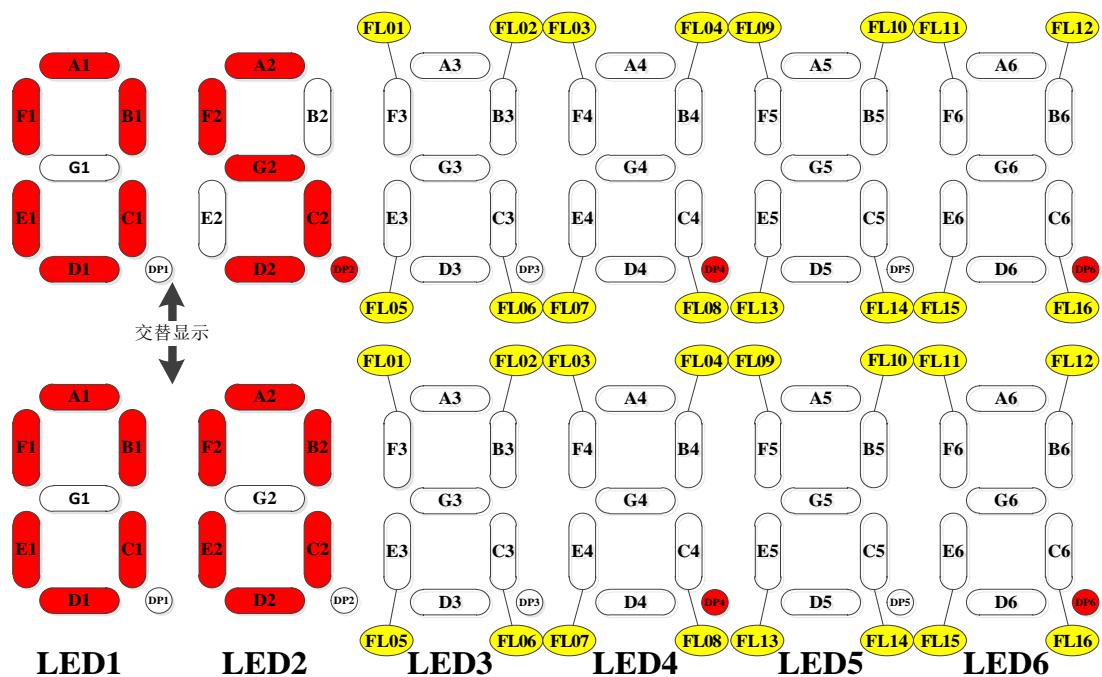 FL01 FL02 FL03 FL04 FL09 FL10 FL11 FL12
A1 A2 A3 A4 A5 A6
F1 B1 F2 B2 F3 B3 F4 B4 F5 B5 F6 B6
G1 G2 G3 G4 G5 G6
E1 C1 E2 C2 E3 C3 E4 C4 E5 C5 E6 C6
D1 DP1 D2 DP2 D3 DP3 D4 DP4 D5 DP5 D6 DP6
FL05 FL06 FL07 FL08 FL13 FL14 FL15 FL16
交替显示
FL01 FL02 FL03 FL04 FL09 FL10 FL11 FL12
A1 A2 A3 A4 A5 A6
F1 B1 F2 B2 F3 B3 F4 B4 F5 B5 F6 B6
G1 G2 G3 G4 G5 G6
E1 C1 E2 C2 E3 C3 E4 C4 E5 C5 E6 C6
D1 DP1 D2 DP2 D3 DP3 D4 DP4 D5 DP5 D6 DP6
FL05 FL06 FL07 FL08 FL13 FL14 FL15 FL16
LED1 LED2 LED3 LED4 LED5 LED6